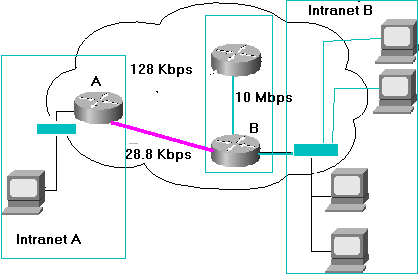 Intranet B
A
128 Kbps
10 Mbps
B
28.8 Kbps
Intranet A